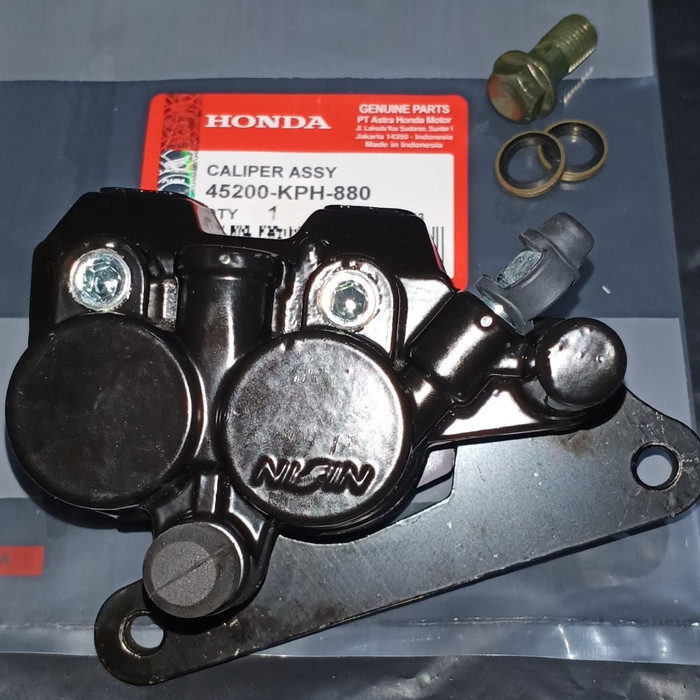 HONDA
GENUINE PARTS
PT Astra Honda Motor
Jl. Laksda Yos Sudarso, Sunter I
Jakarta 14350 - Indonesia
Made in Indonesia
CALIPER ASSY
45200-KPH-880
QTY 1
NISSIN